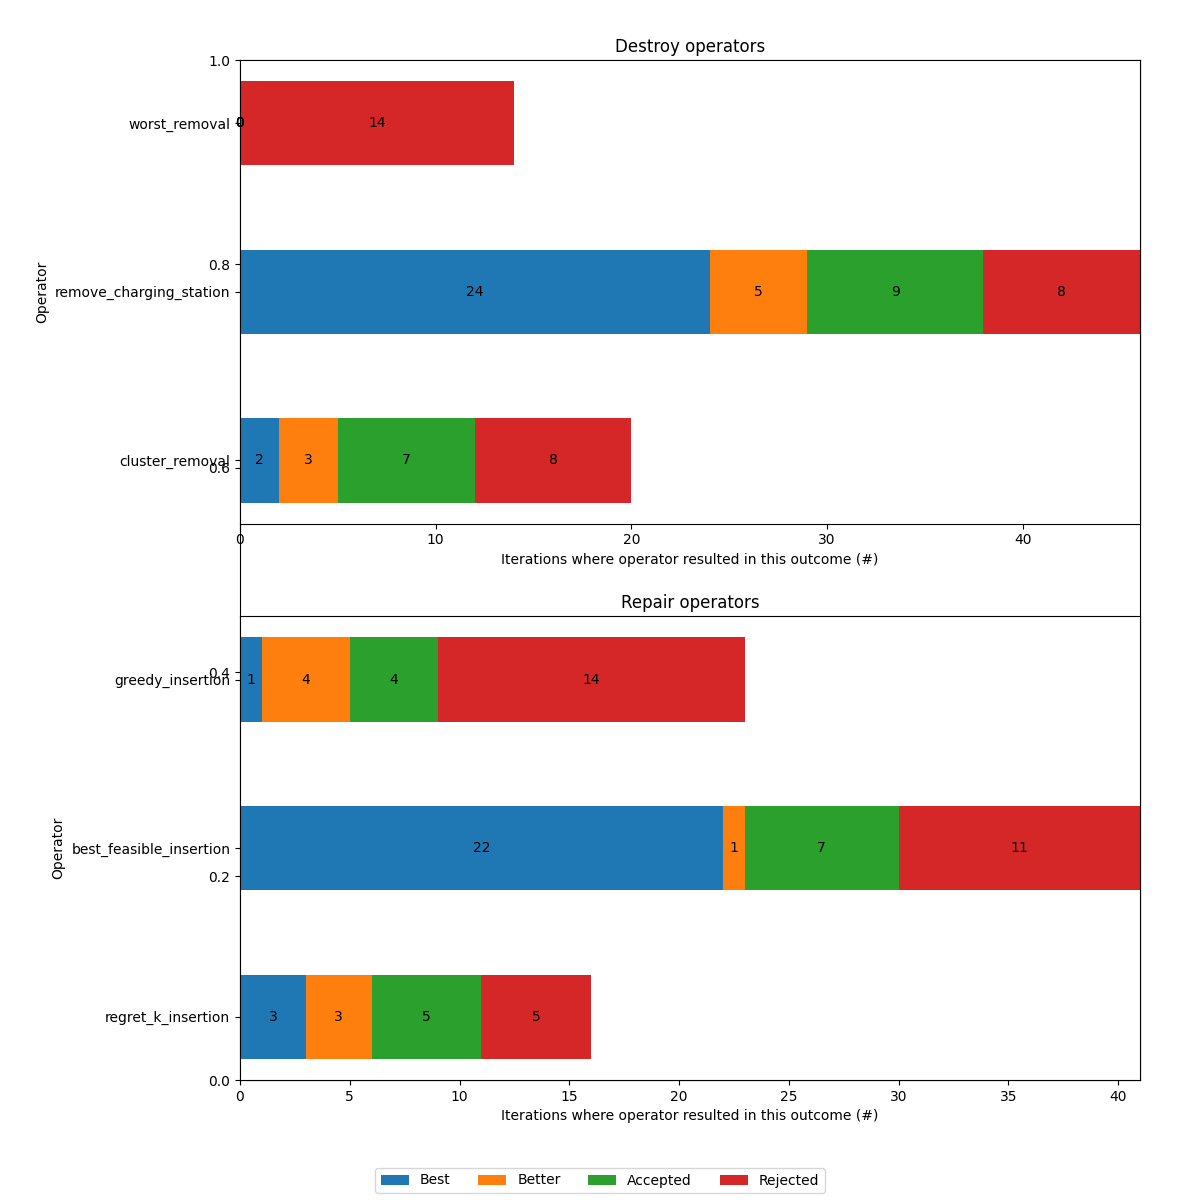 Destroy operators
1.0
worst_removal
0
14
0.8
remove_charging_station
24
5
9
8
Operator
cluster_removal
2
3
7
8
0.6
0
10
20
30
40
Iterations where operator resulted in this outcome (#)
Repair operators
0.4
greedy_insertion
1
4
4
14
best_feasible_insertion
22
1
7
11
Operator
0.2
regret_k_insertion
3
3
5
5
0.0
0
5
10
15
20
25
30
35
40
Iterations where operator resulted in this outcome (#)
Best
Better
Accepted
Rejected